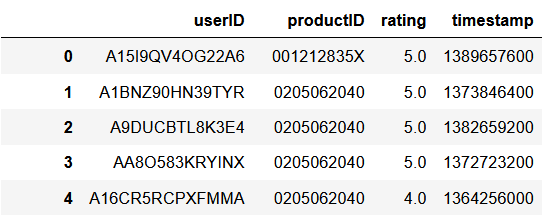 userID productID rating timestamp
0 A15I9QV4OG22A6 001212835X 5.0 1389657600
1 A1BNZ90HN39TYR 0205062040 5.0 1373846400
2 A9DUCBTL8K3E4 0205062040 5.0 1382659200
3 AA8O583KRYINX 0205062040 5.0 1372723200
4 A16CR5RCPXFMMA 0205062040 4.0 1364256000